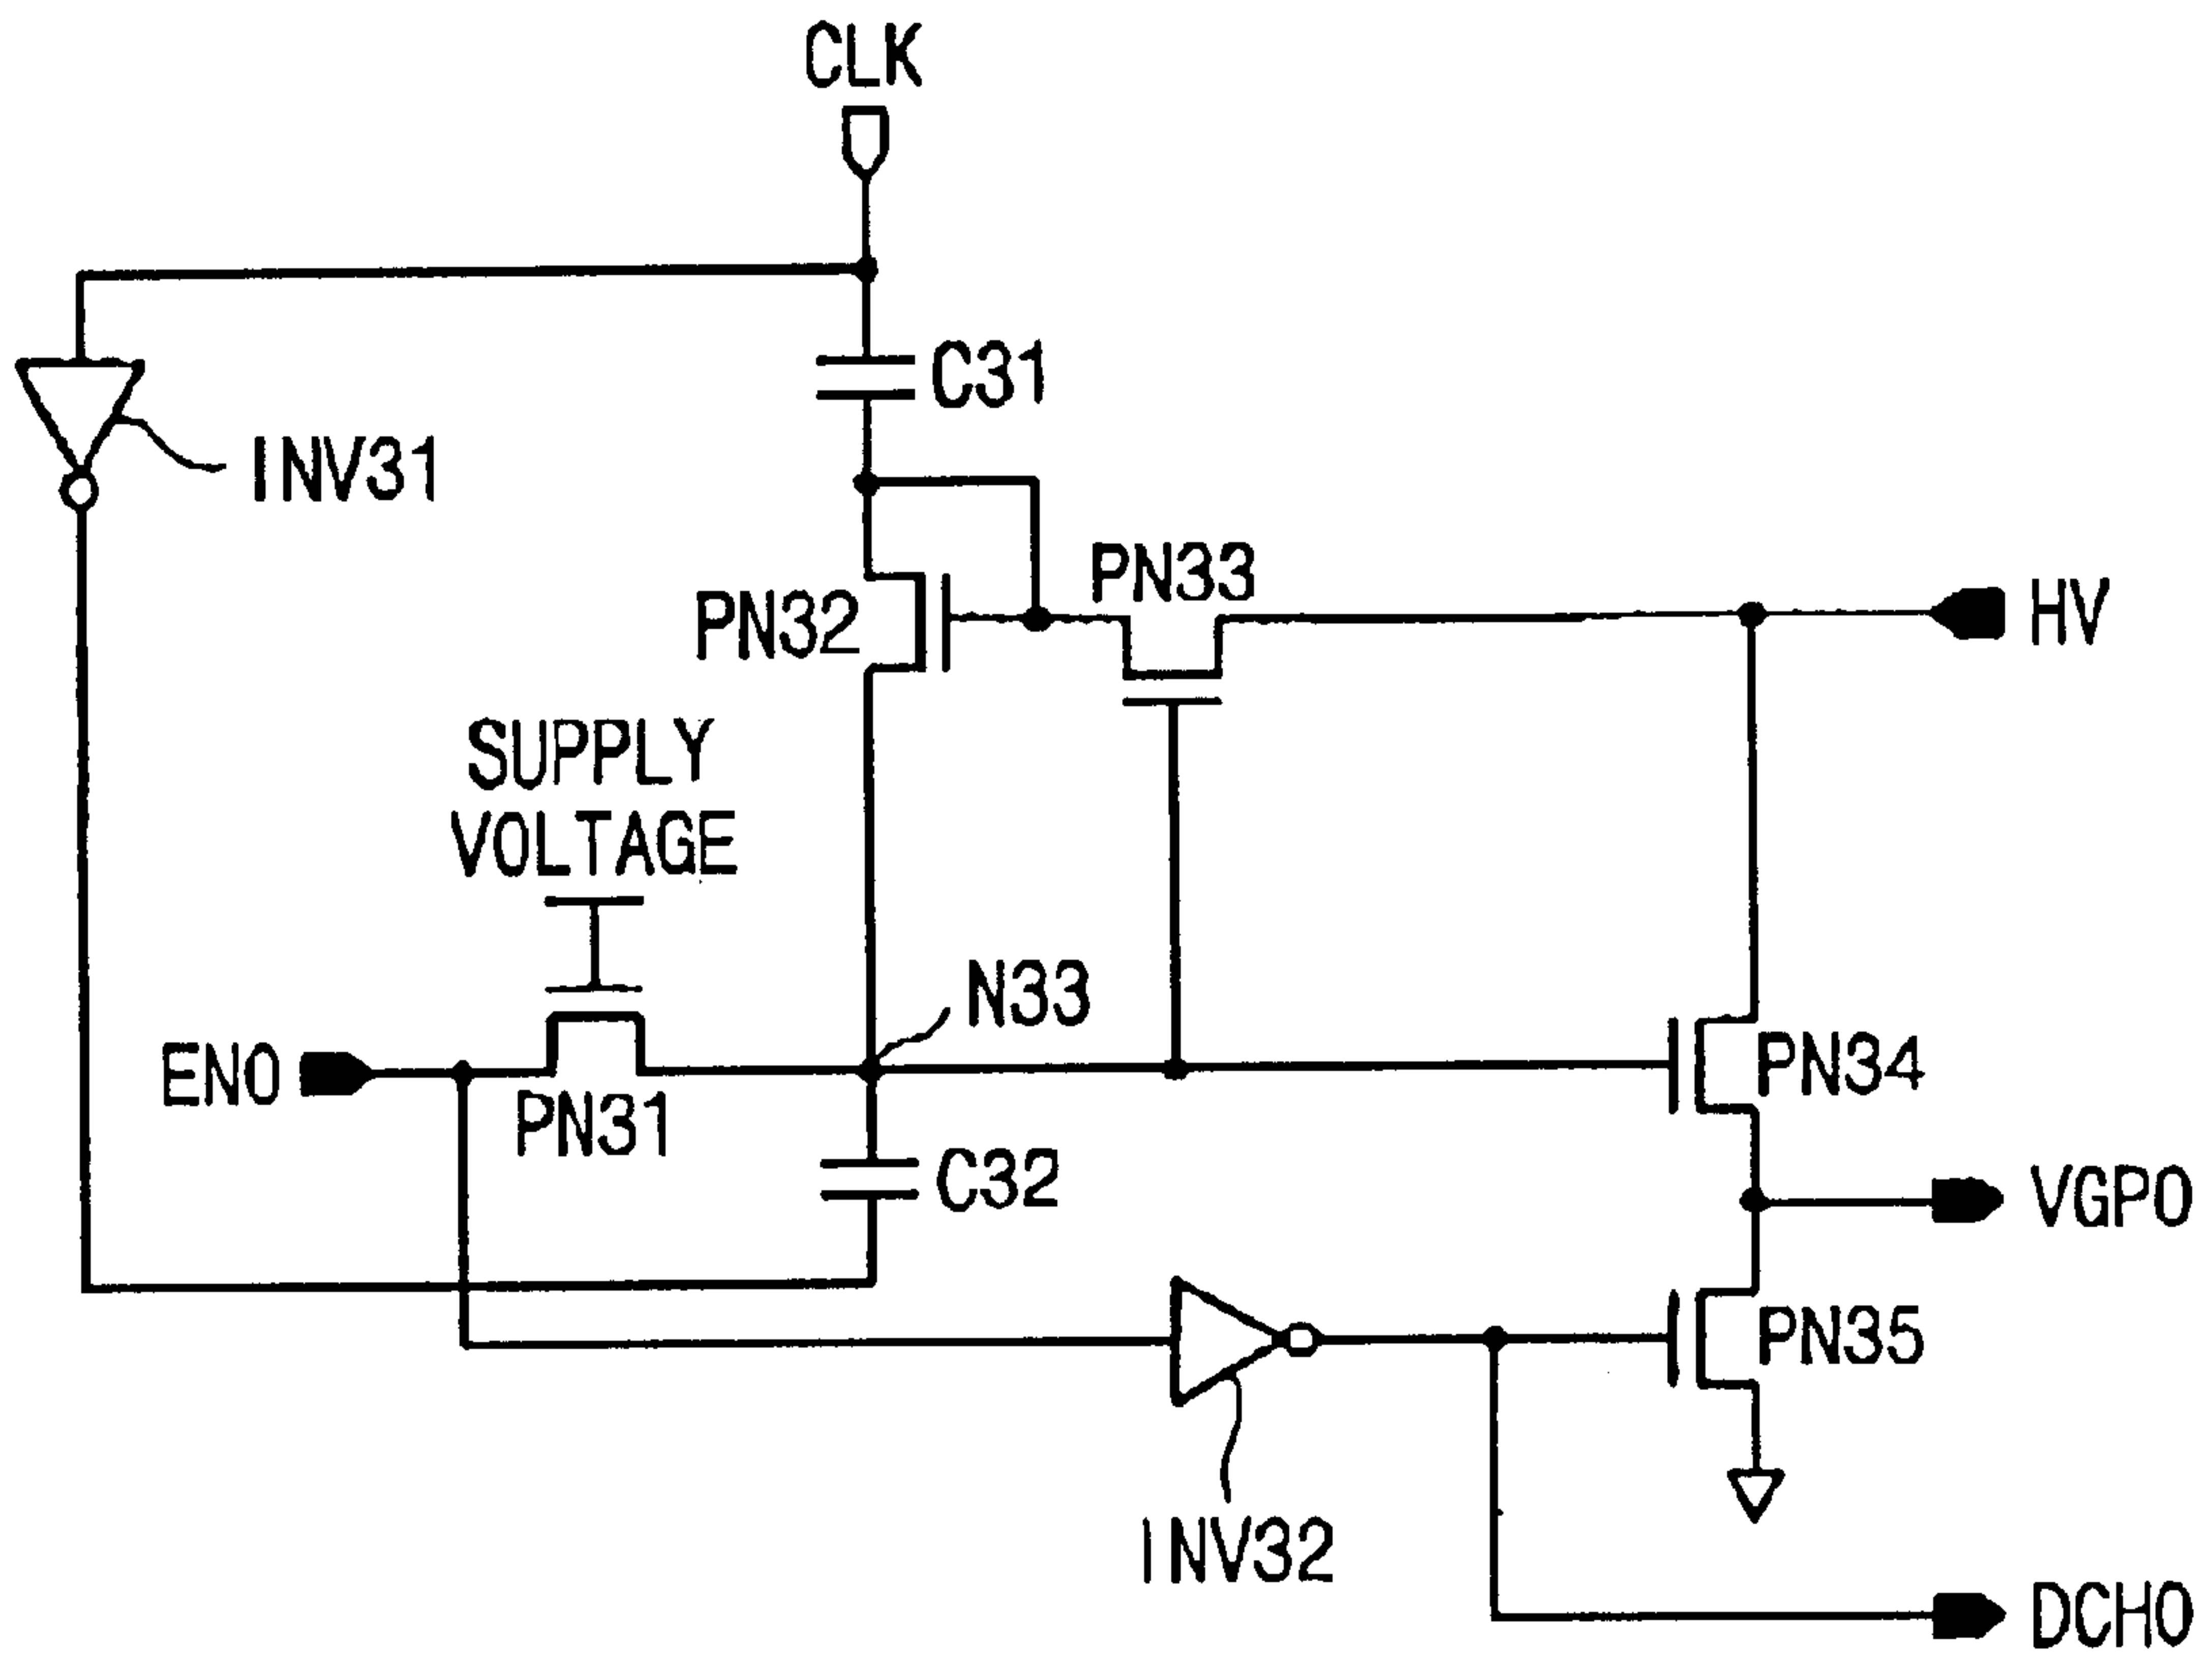 CLK
C31
INV31
PN33
PN32
HV
SUPPLY
VOLTAGE
N33
PN34
EN0
PN31
C32
VGP0
PN35
INV32
DCH0